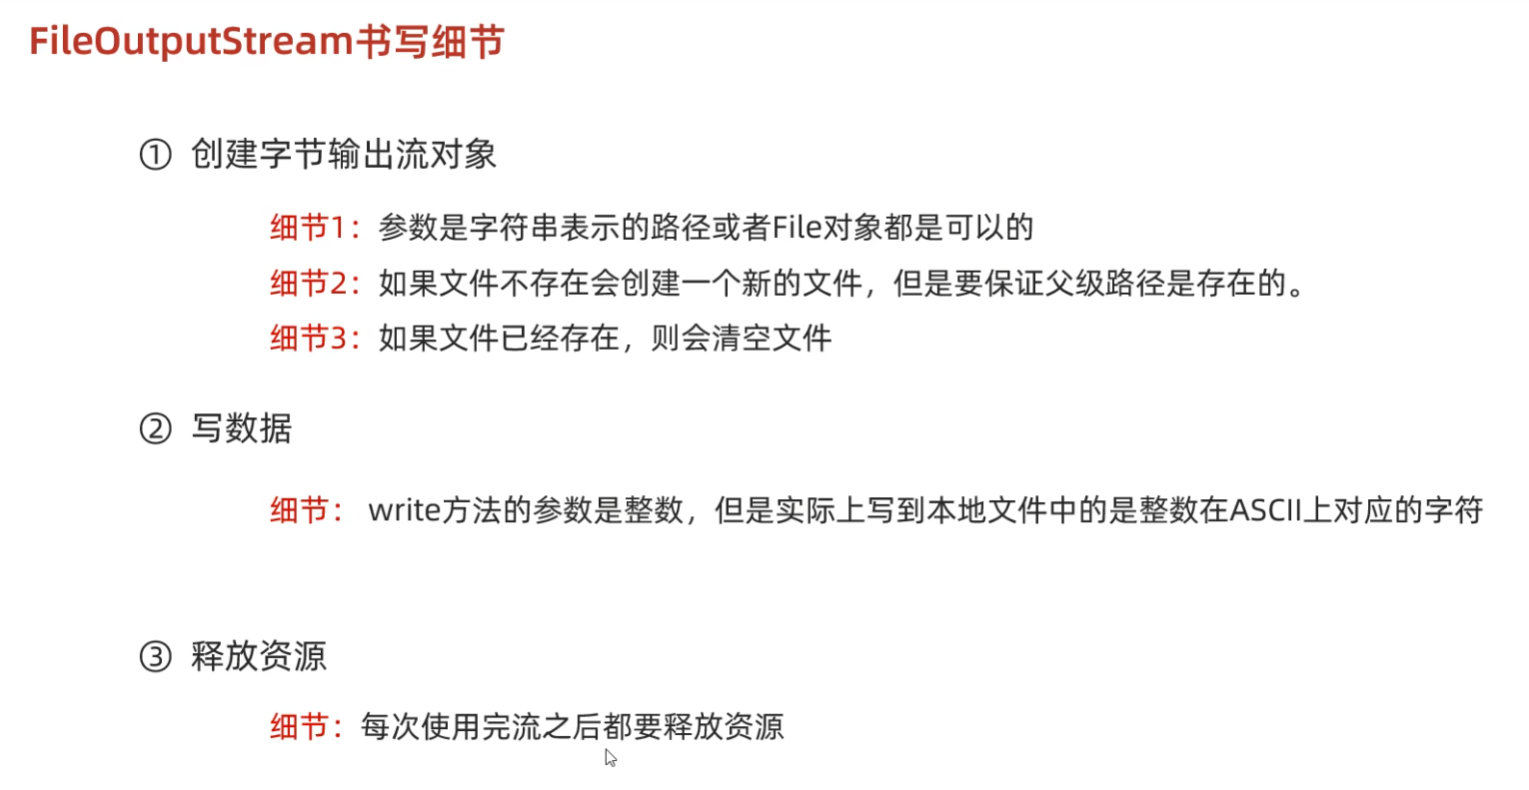 FileOutputStream书写细节
① 创建字节输出流对象
细节1：参数是字符串表示的路径或者File对象都是可以的
细节2：如果文件不存在会创建一个新的文件，但是要保证父级路径是存在的。
细节3：如果文件已经存在，则会清空文件
② 写数据
细节： write方法的参数是整数，但是实际上写到本地文件中的是整数在ASCII上对应的字符
③ 释放资源
细节：每次使用完流之后都要释放资源